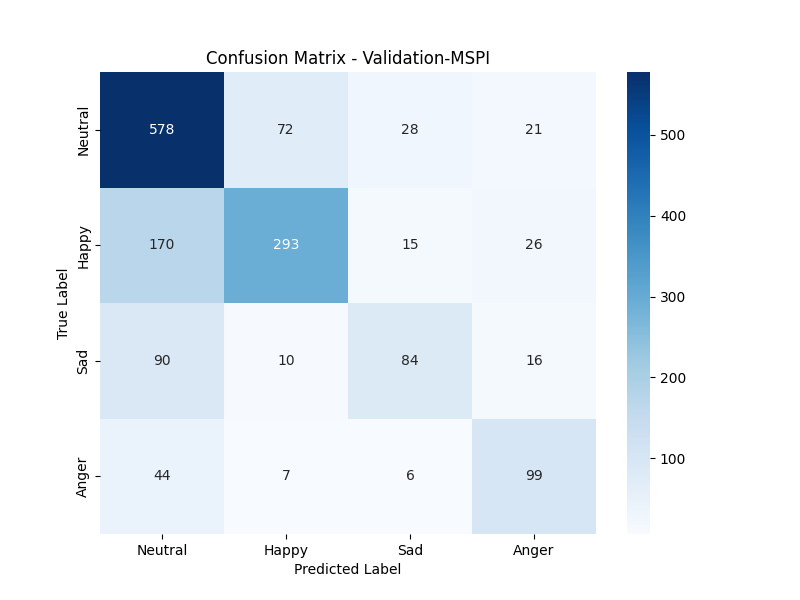 Confusion Matrix - Validation-MSPI
Neutral 578 72 28 21
Happy 170 293 15 26
Sad 90 10 84 16
Anger 44 7 6 99
Neutral Happy Sad Anger
Predicted Label
True Label
500
400
300
200
100